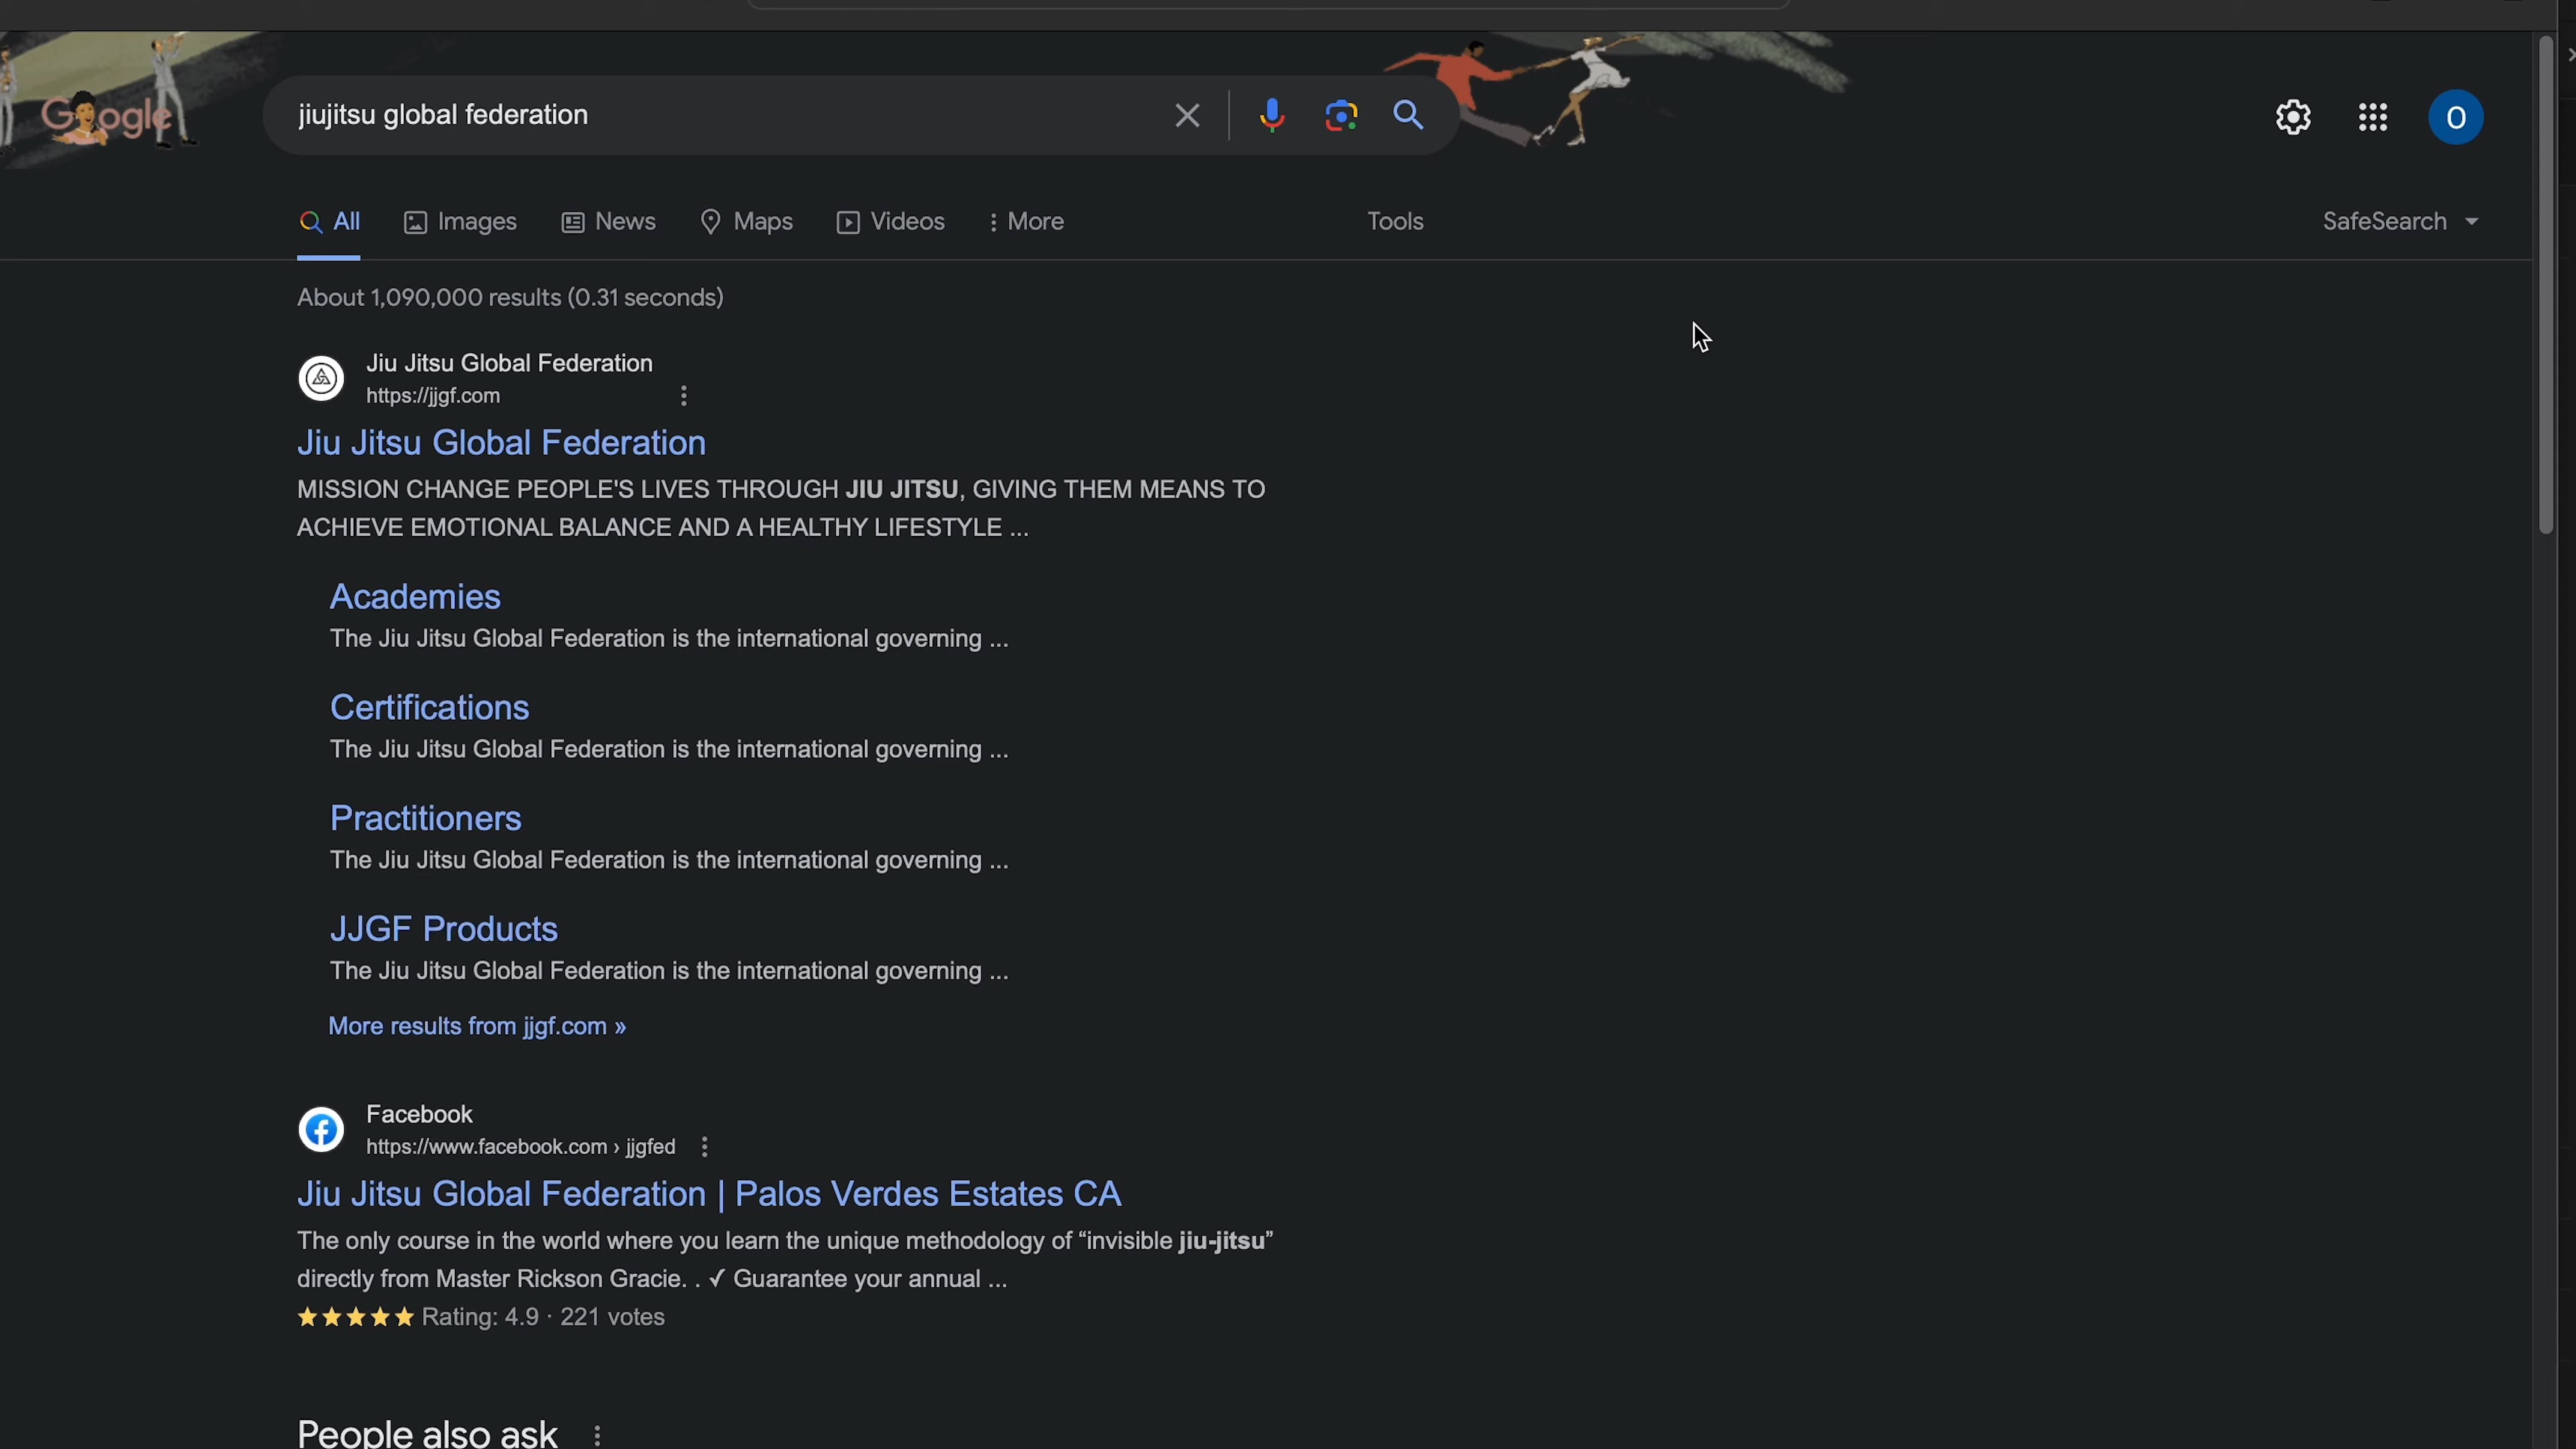 Google
jiujitsu global federation
O
All
Images
News
Maps
Videos
More
Tools
SafeSearch
About 1,090,000 results (0.31 seconds)
Jiu Jitsu Global Federation
https://jjgf.com
Jiu Jitsu Global Federation
MISSION CHANGE PEOPLE'S LIVES THROUGH JIU JITSU, GIVING THEM MEANS TO
ACHIEVE EMOTIONAL BALANCE AND A HEALTHY LIFESTYLE ...
Academies
The Jiu Jitsu Global Federation is the international governing ...
Certifications
The Jiu Jitsu Global Federation is the international governing ...
Practitioners
The Jiu Jitsu Global Federation is the international governing ...
JJGF Products
The Jiu Jitsu Global Federation is the international governing ...
More results from jjgf.com »
Facebook
https://www.facebook.com › jjgfed
Jiu Jitsu Global Federation | Palos Verdes Estates CA
The only course in the world where you learn the unique methodology of “invisible jiu-jitsu”
directly from Master Rickson Gracie. . ✓ Guarantee your annual ...
Rating: 4.9 · 221 votes
People also ask